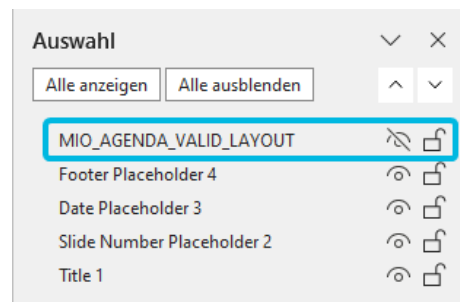 Auswahl
Alle anzeigen Alle ausblenden
MIO_AGENDA_VALID_LAYOUT
Footer Placeholder 4
Date Placeholder 3
Slide Number Placeholder 2
Title 1